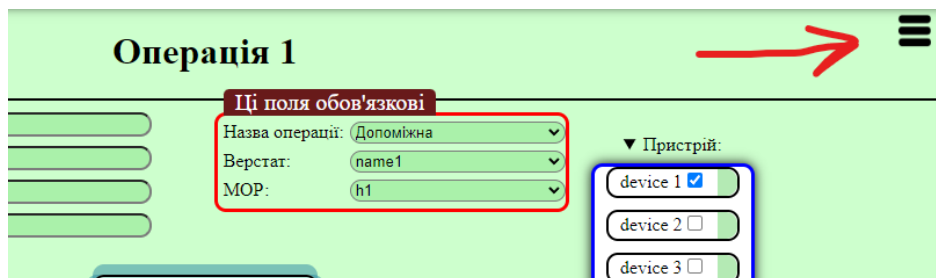 Операція 1
Ці поля обов'язкові
Назва операції: Допоміжна
Верстат: name1
МОР: h1
▼ Пристрій:
device 1
device 2
device 3